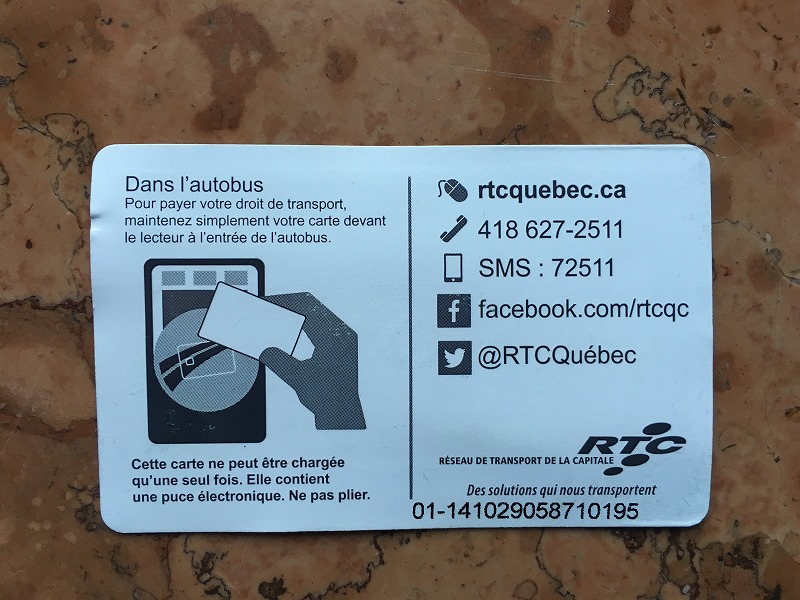 Dans l'autobus
Pour payer votre droit de transport,
maintenez simplement votre carte devant
le lecteur à l'entrée de l'autobus.
Cette carte ne peut être chargée
qu'une seul fois. Elle contient
une puce électronique. Ne pas plier.
rtcquebec.ca
418 627-2511
SMS : 72511
facebook.com/rtcqc
@RTCQuébec
RTC
RÉSEAU DE TRANSPORT DE LA CAPITALE
Des solutions qui nous transportent
01-141029058710195